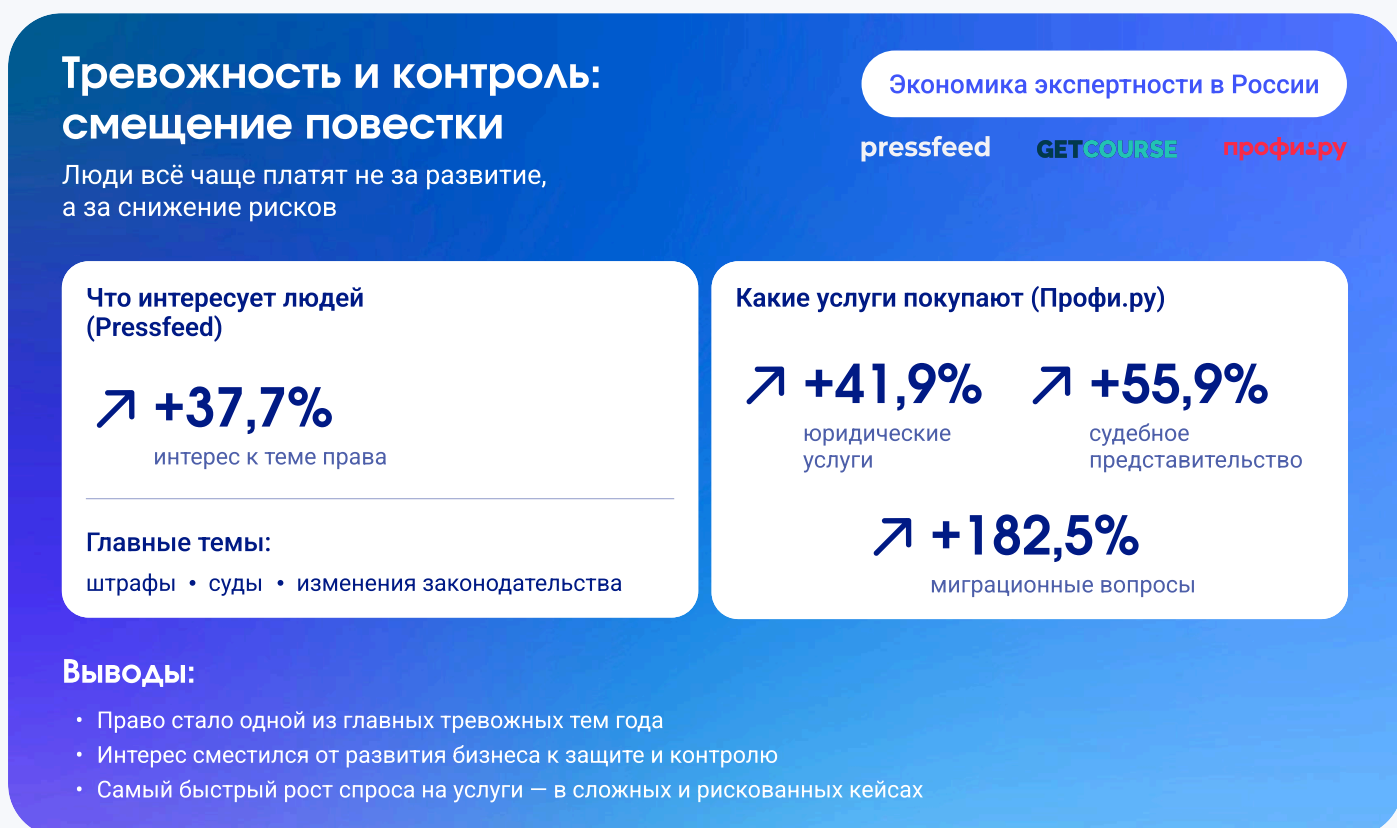 Тревожность и контроль:
смещение повестки
Люди всё чаще платят не за развитие,
а за снижение рисков
Экономика экспертности в России
pressfeed GETCOURSE профи.ру
Что интересует людей
(Pressfeed)
+37,7%
интерес к теме права
Главные темы:
штрафы • суды • изменения законодательства
Какие услуги покупают (Профи.ру)
+41,9%
юридические
услуги
+55,9%
судебное
представительство
+182,5%
миграционные вопросы
Выводы:
• Право стало одной из главных тревожных тем года
• Интерес сместился от развития бизнеса к защите и контролю
• Самый быстрый рост спроса на услуги — в сложных и рискованных кейсах